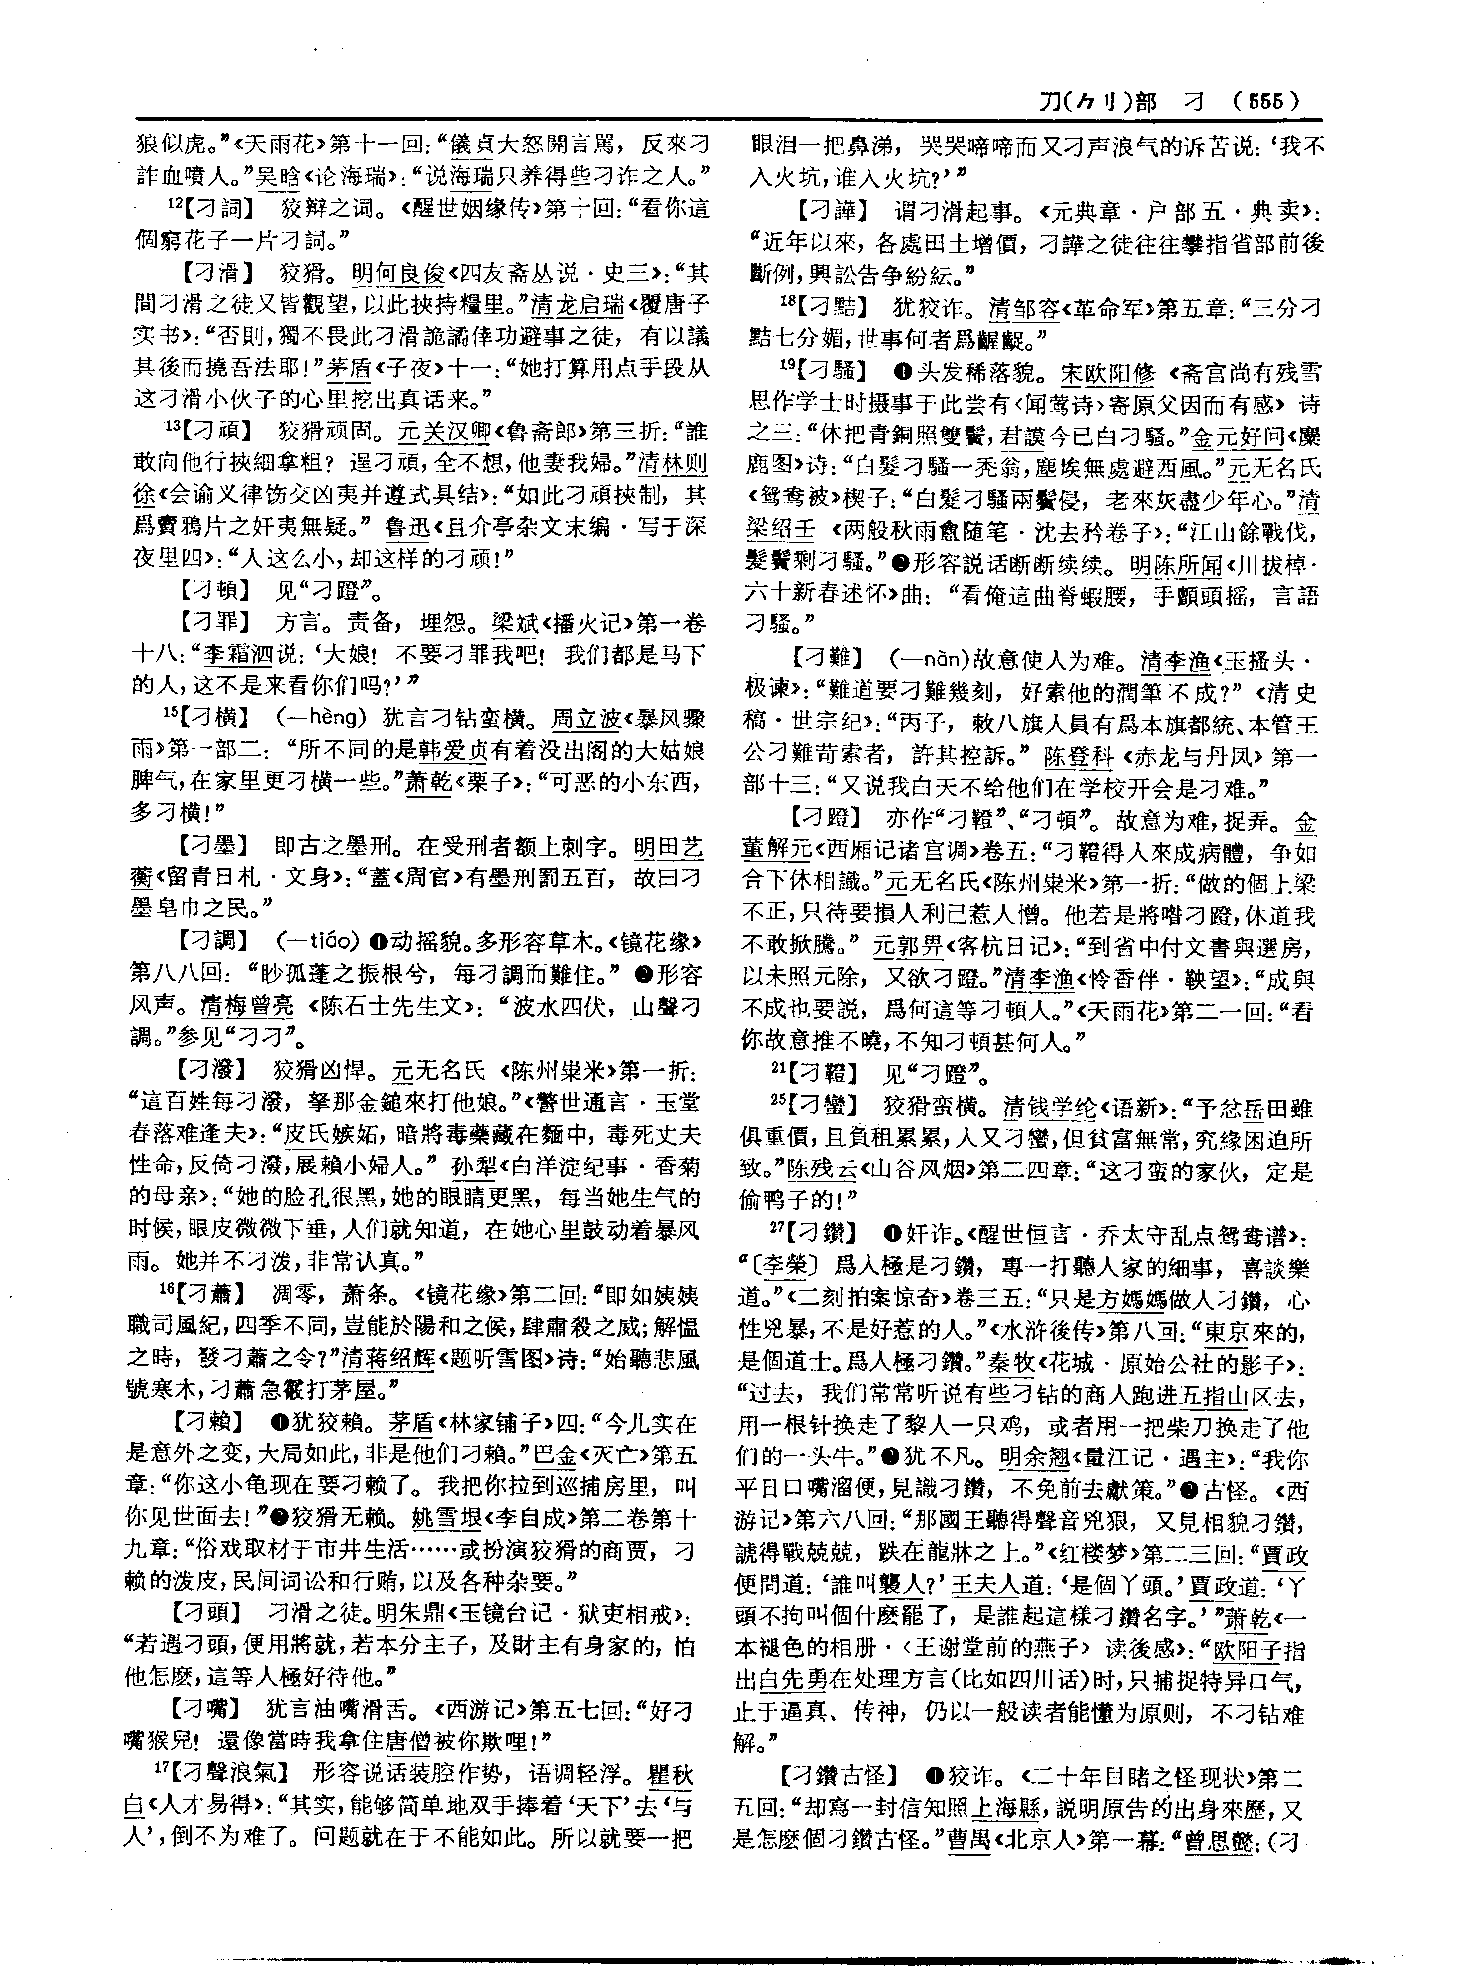 刀(⺈刂)部　刁　(555)
狼似虎。”《天雨花》第十一回：“儀貞大怒開言駡，反來刁
詐血噴人。”吴晗《论海瑞》：“说海瑞只养得些刁诈之人。”
12【刁詞】　狡辩之词。《醒世姻缘传》第十回：“看你這
個窮花子一片刁詞。”
【刁滑】　狡猾。明何良俊《四友斋丛说·史三》：“其
間刁滑之徒又皆觀望，以此挾持糧里。”清龙启瑞《覆唐子
实书》：“否則，獨不畏此刁滑詭譎倖功避事之徒，有以議
其後而撓吾法耶！”茅盾《子夜》十一：“她打算用点手段从
这刁滑小伙子的心里挖出真话来。”
13【刁頑】　狡猾顽固。元关汉卿《鲁斋郎》第三折：“誰
敢向他行挾細拿粗？逞刁頑，全不想，他妻我婦。”清林则
徐《会谕义律饬交凶夷并遵式具结》：“如此刁頑挾制，其
爲賣鴉片之奸夷無疑。”鲁迅《且介亭杂文末编·写于深
夜里四》：“人这么小，却这样的刁顽！”
【刁頓】　见“刁蹬”。
【刁罪】　方言。责备，埋怨。梁斌《播火记》第一卷
十八：“李霜泗说：‘大娘！不要刁罪我吧！我们都是马下
的人，这不是来看你们吗？’”
15【刁横】　（—hèng）犹言刁钻蛮横。周立波《暴风骤
雨》第一部二：“所不同的是韩爱贞有着没出阁的大姑娘
脾气，在家里更刁横一些。”萧乾《栗子》：“可恶的小东西，
多刁横！”
【刁墨】　即古之墨刑。在受刑者额上刺字。明田艺
蘅《留青日札·文身》：“蓋《周官》有墨刑罰五百，故曰刁
墨皂巾之民。”
【刁調】　（—tiáo）❶动摇貌。多形容草木。《镜花缘》
第八八回：“眇孤蓬之振根兮，每刁調而難住。”❷形容
风声。清梅曾亮《陈石士先生文》：“波水四伏，山聲刁
調。”参见“刁刁”。
【刁潑】　狡猾凶悍。元无名氏《陈州粜米》第一折：
“這百姓每刁潑，拏那金鎚來打他娘。”《警世通言·玉堂
春落难逢夫》：“皮氏嫉妬，暗將毒藥藏在麵中，毒死丈夫
性命，反倚刁潑，展賴小婦人。”孙犁《白洋淀纪事·香菊
的母亲》：“她的脸孔很黑，她的眼睛更黑，每当她生气的
时候，眼皮微微下垂，人们就知道，在她心里鼓动着暴风
雨。她并不刁泼，非常认真。”
16【刁蕭】　凋零，萧条。《镜花缘》第二回：“即如姨姨
職司風紀，四季不同，豈能於陽和之候，肆肅殺之威；解愠
之時，發刁蕭之令？”清蒋绍辉《题听雪图》诗：“始聽悲風
號寒木，刁蕭急霰打茅屋。”
【刁賴】　❶犹狡赖。茅盾《林家铺子》四：“今儿实在
是意外之变，大局如此，非是他们刁赖。”巴金《灭亡》第五
章：“你这小龟现在要刁赖了。我把你拉到巡捕房里，叫
你见世面去！”❷狡猾无赖。姚雪垠《李自成》第二卷第十
九章：“俗戏取材于市井生活……或扮演狡猾的商贾，刁
赖的泼皮，民间词讼和行贿，以及各种杂耍。”
【刁頭】　刁滑之徒。明朱鼎《玉镜台记·狱吏相戒》：
“若遇刁頭，便用將就，若本分主子，及財主有身家的，怕
他怎麽，這等人極好待他。”
【刁嘴】　犹言油嘴滑舌。《西游记》第五七回：“好刁
嘴猴兒！還像當時我拿住唐僧被你欺哩！”
17【刁聲浪氣】　形容说话装腔作势，语调轻浮。瞿秋
白《人才易得》：“其实，能够简单地双手捧着‘天下’去‘与
人’，倒不为难了。问题就在于不能如此。所以就要一把
眼泪一把鼻涕，哭哭啼啼而又刁声浪气的诉苦说：‘我不
入火坑，谁入火坑？’”
【刁譁】　谓刁滑起事。《元典章·户部五·典卖》：
“近年以來，各處田土增價，刁譁之徒往往攀指省部前後
斷例，興訟告争紛紜。”
18【刁黠】　犹狡诈。清邹容《革命军》第五章：“三分刁
黠七分媚，世事何者爲齷齪。”
19【刁騷】　❶头发稀落貌。宋欧阳修《斋宫尚有残雪
思作学士时摄事于此尝有〈闻莺诗〉寄原父因而有感》诗
之三：“休把青銅照雙鬢，君謨今已白刁騷。”金元好问《麋
鹿图》诗：“白髮刁騷一秃翁，塵埃無處避西風。”元无名氏
《鸳鸯被》楔子：“白髮刁騷兩鬢侵，老來灰盡少年心。”清
梁绍壬《两般秋雨盦随笔·沈去矜卷子》：“江山餘戰伐，
髮鬢剩刁騷。”❷形容説话断断续续。明陈所闻《川拨棹·
六十新春述怀》曲：“看俺這曲脊蝦腰，手顫頭摇，言語
刁騷。”
【刁難】　（—nàn）故意使人为难。清李渔《玉搔头·
极谏》：“難道要刁難幾刻，好索他的潤筆不成？”《清史
稿·世宗纪》：“丙子，敕八旗人員有爲本旗都統、本管王
公刁難苛索者，許其控訴。”陈登科《赤龙与丹凤》第一
部十三：“又说我白天不给他们在学校开会是刁难。”
【刁蹬】　亦作“刁鞳”、“刁頓”。故意为难，捉弄。金
董解元《西厢记诸宫调》卷五：“刁鞳得人來成病體，争如
合下休相識。”元无名氏《陈州粜米》第一折：“做的個上梁
不正，只待要損人利己惹人憎。他若是將喒刁蹬，休道我
不敢掀騰。”元郭畀《客杭日记》：“到省中付文書與選房，
以未照元除，又欲刁蹬。”清李渔《怜香伴·鞅望》：“成與
不成也要説，爲何這等刁頓人。”《天雨花》第二一回：“看
你故意推不曉，不知刁頓甚何人。”
21【刁鞳】　见“刁蹬”。
25【刁蠻】　狡猾蛮横。清钱学纶《语新》：“予岔岳田雖
俱重價，且負租累累，人又刁蠻，但貧富無常，究缘困迫所
致。”陈残云《山谷风烟》第二四章：“这刁蛮的家伙，定是
偷鸭子的！”
27【刁鑽】　❶奸诈。《醒世恒言·乔太守乱点鸳鸯谱》：
“〔李榮〕爲人極是刁鑽，專一打聽人家的細事，喜談樂
道。”《二刻拍案惊奇》卷三五：“只是方媽媽做人刁鑽，心
性兇暴，不是好惹的人。”《水浒後传》第八回：“東京來的，
是個道士。爲人極刁鑽。”秦牧《花城·原始公社的影子》：
“过去，我们常常听说有些刁钻的商人跑进五指山区去，
用一根针换走了黎人一只鸡，或者用一把柴刀换走了他
们的一头牛。”❷犹不凡。明余翘《量江记·遇主》：“我你
平日口嘴溜便，見識刁鑽，不免前去獻策。”❸古怪。《西
游记》第六八回：“那國王聽得聲音兇狠，又見相貌刁鑽，
諕得戰兢兢，跌在龍牀之上。”《红楼梦》第二三回：“賈政
便問道：‘誰叫襲人？’王夫人道：‘是個丫頭。’賈政道：‘丫
頭不拘叫個什麽罷了，是誰起這樣刁鑽名字。’”萧乾《一
本褪色的相册·〈王谢堂前的燕子〉读後感》：“欧阳子指
出白先勇在处理方言（比如四川话）时，只捕捉特异口气，
止于逼真、传神，仍以一般读者能懂为原则，不刁钻难
解。”
【刁鑽古怪】　❶狡诈。《二十年目睹之怪现状》第二
五回：“却寫一封信知照上海縣，説明原告的出身來歷，又
是怎麽個刁鑽古怪。”曹禺《北京人》第一幕：“曾思懿：（刁